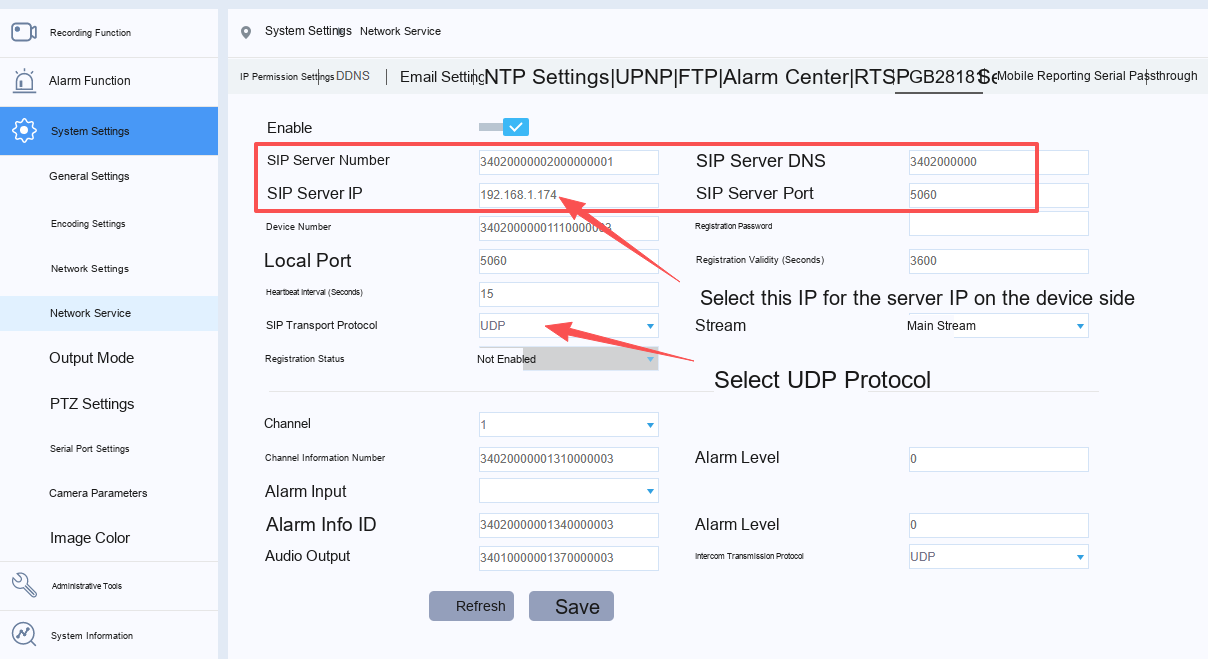 Recording Function
Alarm Function
System Settings
General Settings
Encoding Settings
Network Settings
Network Service
Output Mode
PTZ Settings
Serial Port Settings
Camera Parameters
Image Color
Administrative Tools
System Information
System Settings Network Service
IP Permission Settings DDNS | Email Setting NTP Settings|UPNP|FTP|Alarm Center|RTSP GB28181 Mobile Reporting Serial Passthrough
Enable
SIP Server Number 34020000002000000001 SIP Server DNS 3402000000
SIP Server IP 192.168.1.174 SIP Server Port 5060
Device Number Registration Password
Local Port 5060 Registration Validity (Seconds) 3600
Heartbeat Interval (Seconds) 15
Select this IP for the server IP on the device side
SIP Transport Protocol UDP Stream Main Stream
Registration Status Not Enabled
Select UDP Protocol
Channel 1
Channel Information Number 34020000001310000003 Alarm Level 0
Alarm Input
Alarm Info ID 34020000001340000003 Alarm Level 0
Audio Output 34010000001370000003 Intercom Transmission Protocol UDP
Refresh Save